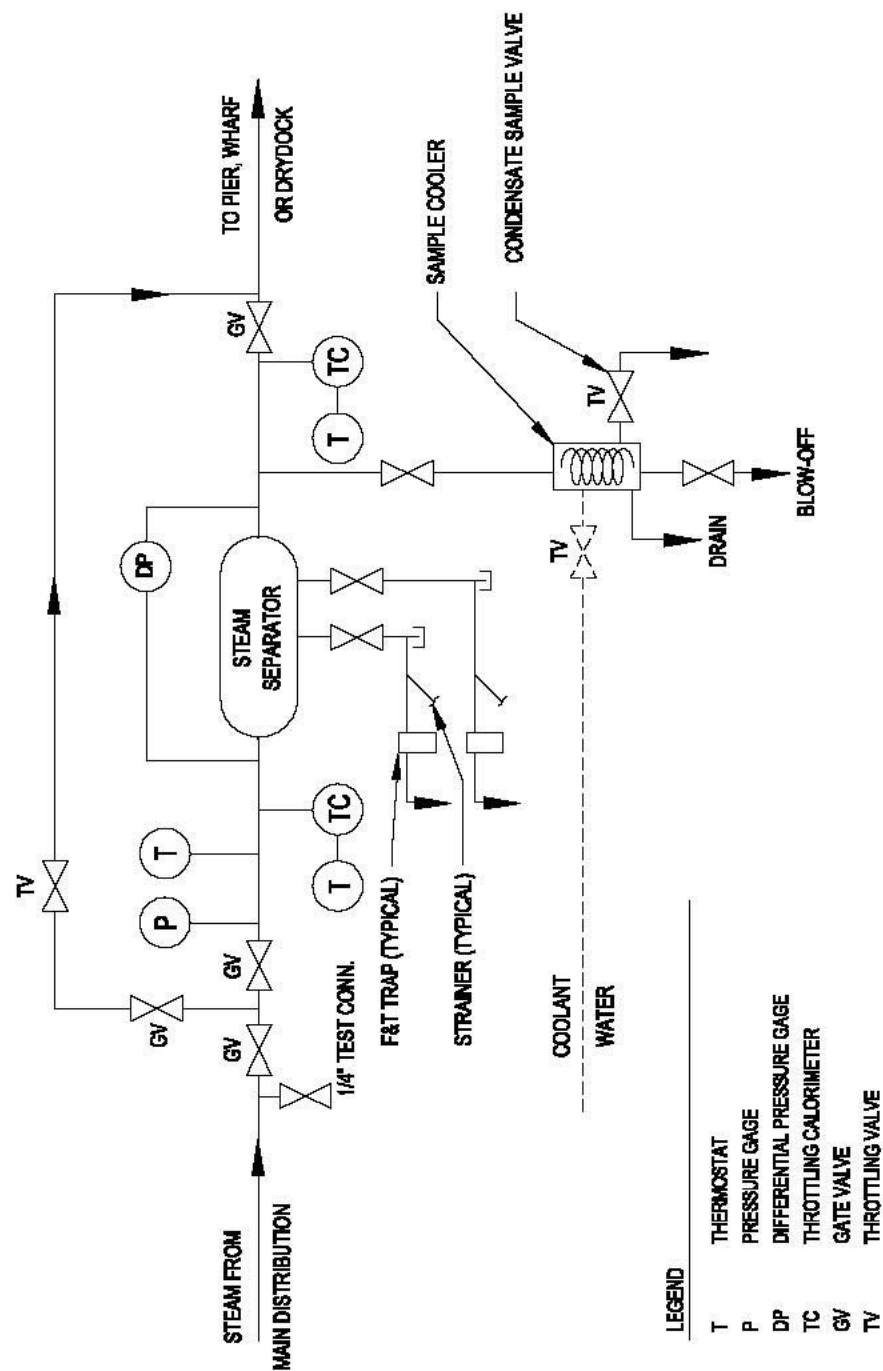 TV
GV
STEAM FROM
MAIN DISTRIBUTION
GV
GV
P
T
DP
STEAM
SEPARATOR
GV
TO PIER, WHARF
OR DRYDOCK
1/4" TEST CONN.
T
TC
T
TC
F&T TRAP (TYPICAL)
STRAINER (TYPICAL)
SAMPLE COOLER
CONDENSATE SAMPLE VALVE
COOLANT
WATER
TV
TV
DRAIN
BLOW-OFF
LEGEND
T THERMOSTAT
P PRESSURE GAGE
DP DIFFERENTIAL PRESSURE GAGE
TC THROTTLING CALORIMETER
GV GATE VALVE
TV THROTTLING VALVE